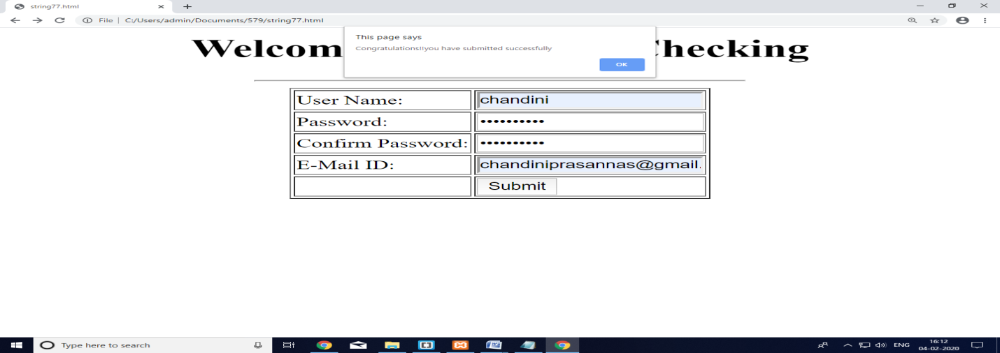 string77.html
File | C:/Users/admin/Documents/579/string77.html
This page says
Congratulations!!you have submitted successfully
OK
Welcom hecking
User Name: chandini
Password: ••••••••••
Confirm Password: ••••••••••
E-Mail ID: chandiniprasannas@gmail.
Submit
Type here to search
ENG
16:12
04-02-2020